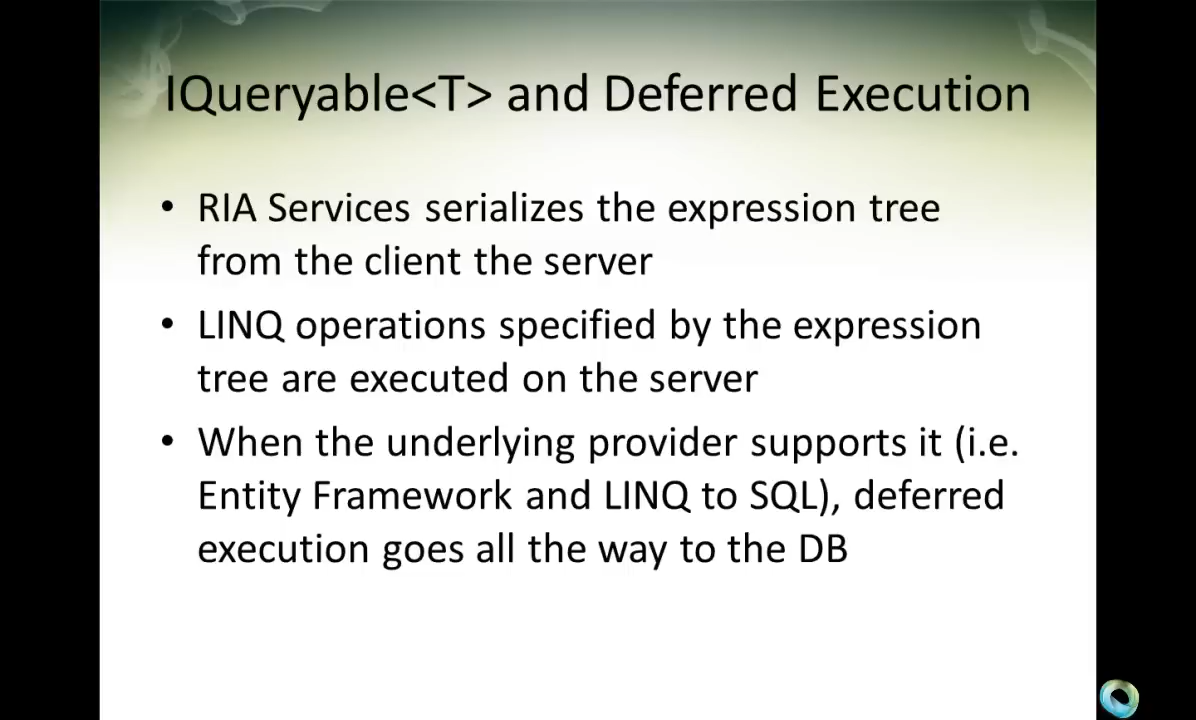 IQueryable<T> and Deferred Execution
• RIA Services serializes the expression tree
from the client the server
• LINQ operations specified by the expression
tree are executed on the server
• When the underlying provider supports it (i.e.
Entity Framework and LINQ to SQL), deferred
execution goes all the way to the DB